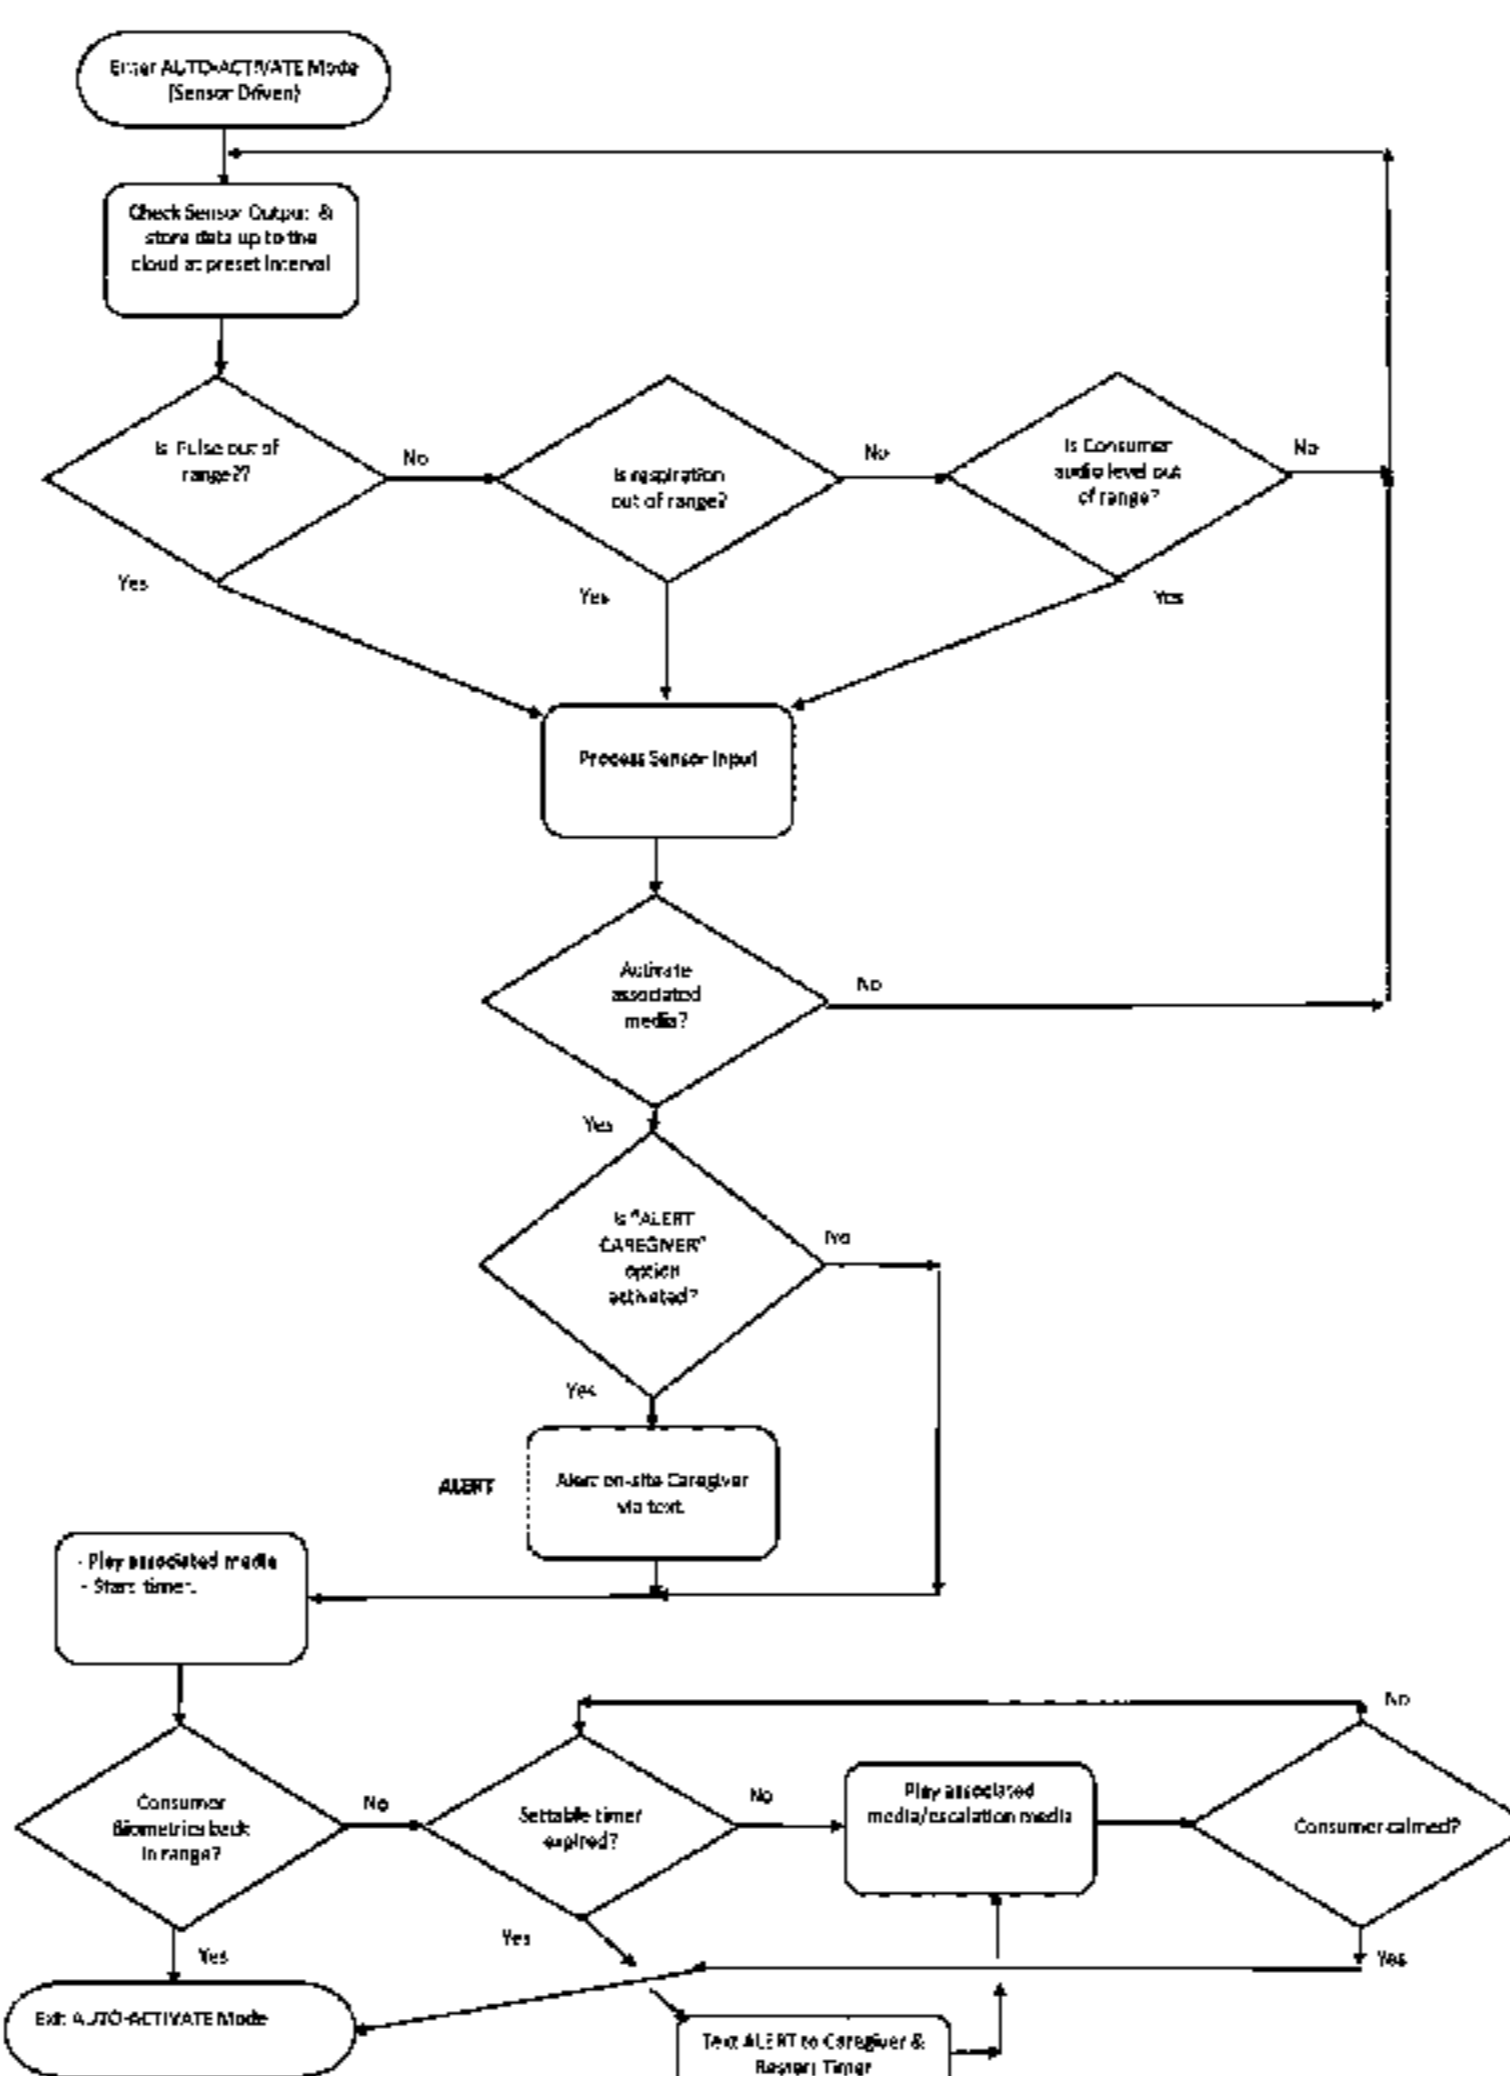 Enter AUTO-ACTIVATE Mode
(Sensor Driven)
Check Sensor Output &
store data up to the
cloud at preset interval
Is Pulse out of
range??
No
Is respiration
out of range?
No
Is Consumer
audio level out
of range?
No
Yes
Yes
Yes
Process Sensor Input
Activate
associated
media?
No
Yes
Is "ALERT
CAREGIVER"
option
activated?
No
Yes
ALERT
Alert on-site Caregiver
via text.
- Play associated media
- Start timer.
No
Consumer
Biometrics back
in range?
No
Settable timer
expired?
No
Play associated
media/escalation media
Consumer calmed?
Yes
Yes
Yes
Exit AUTO-ACTIVATE Mode
Text ALERT to Caregiver &
Restart Timer